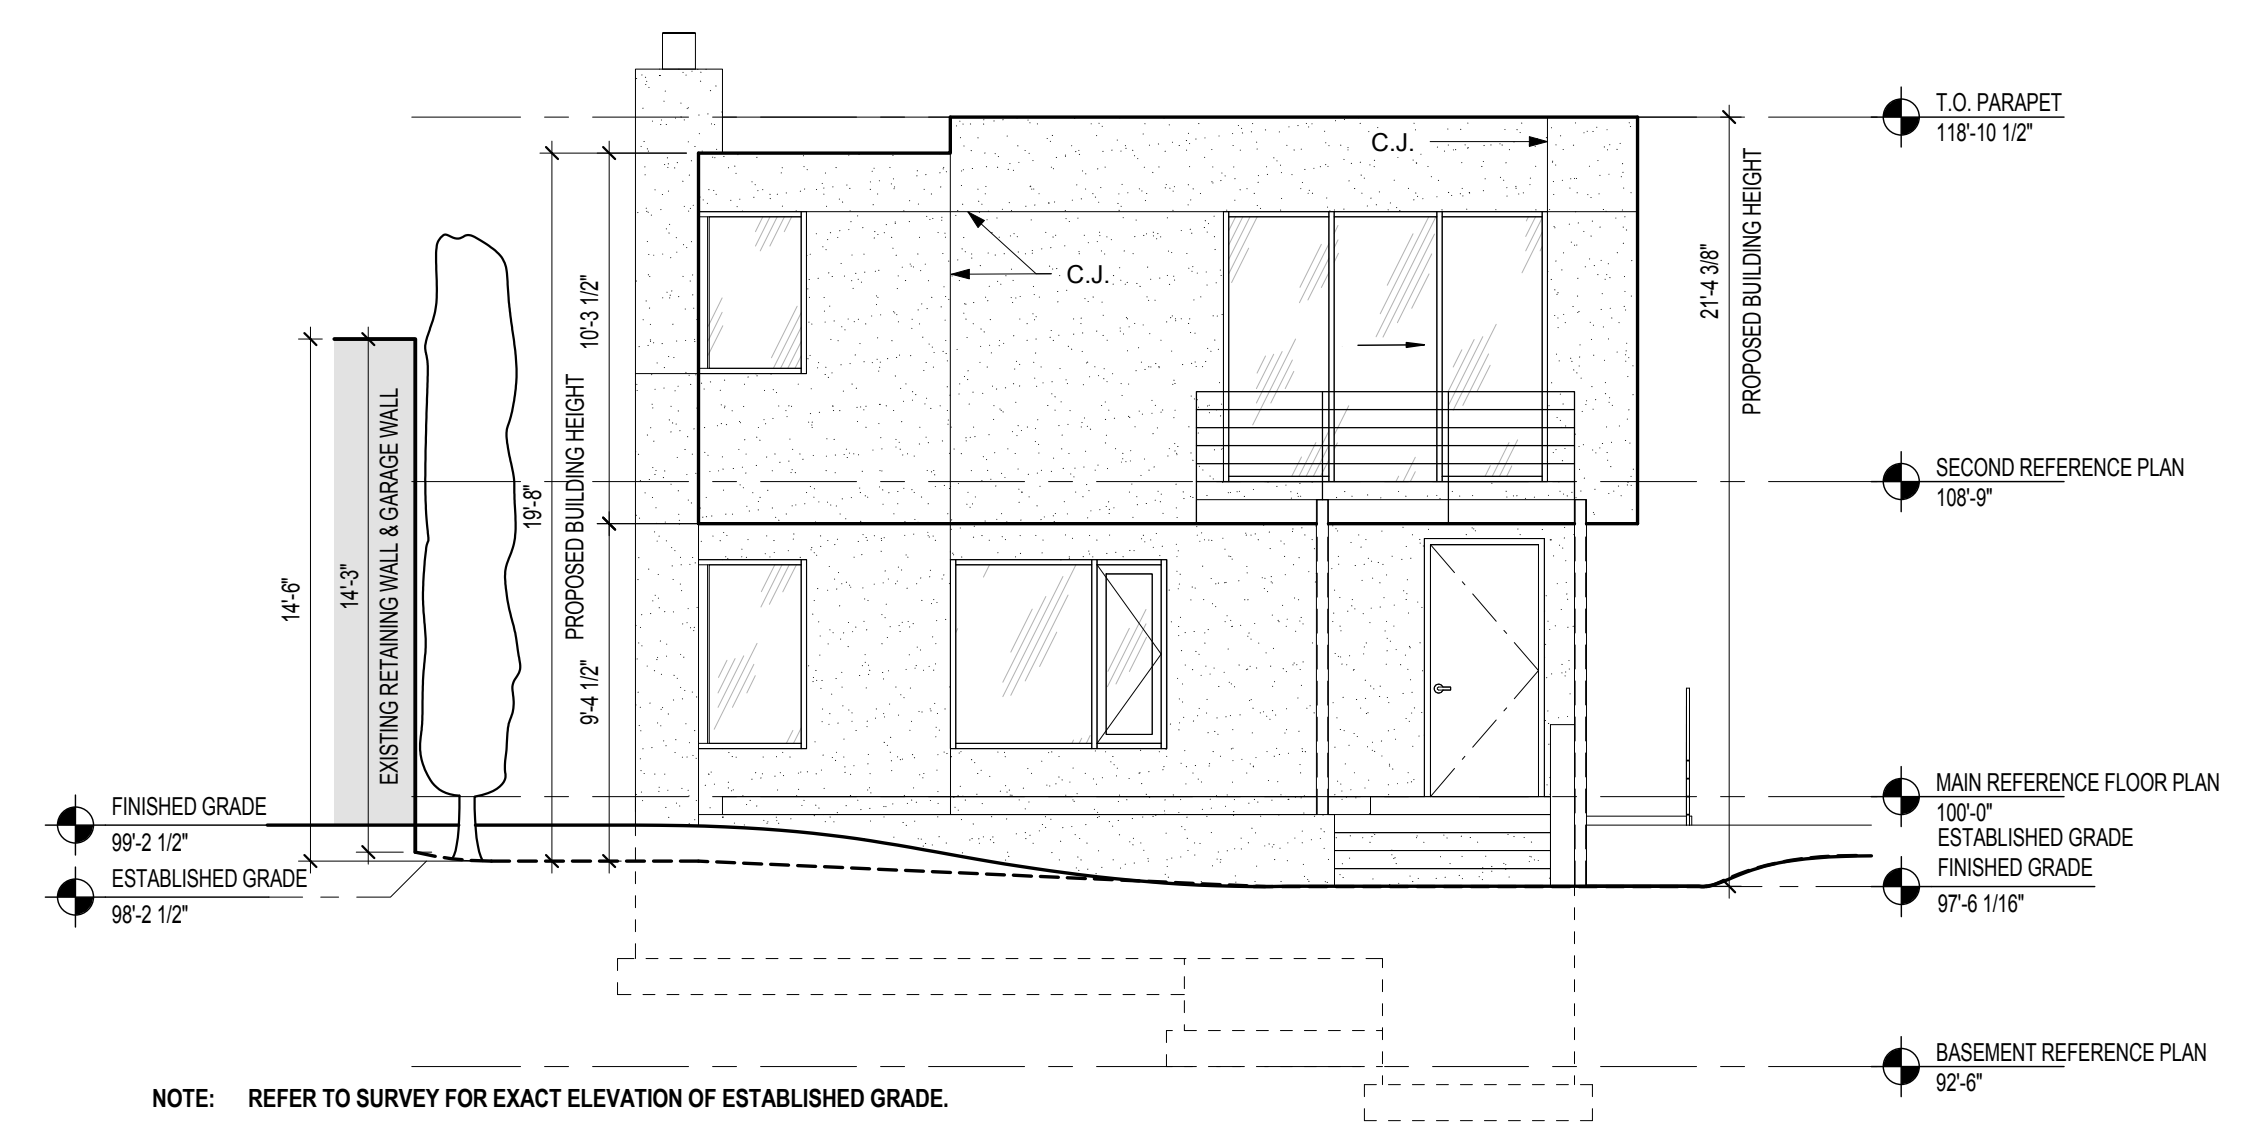 T.O. PARAPET
118'-10 1/2"
C.J.
C.J.
PROPOSED BUILDING HEIGHT
21'-4 3/8"
10'-3 1/2"
PROPOSED BUILDING HEIGHT
19'-8"
9'-4 1/2"
EXISTING RETAINING WALL & GARAGE WALL
14'-3"
14'-6"
SECOND REFERENCE PLAN
108'-9"
MAIN REFERENCE FLOOR PLAN
100'-0"
ESTABLISHED GRADE
FINISHED GRADE
97'-6 1/16"
FINISHED GRADE
99'-2 1/2"
ESTABLISHED GRADE
98'-2 1/2"
BASEMENT REFERENCE PLAN
92'-6"
NOTE: REFER TO SURVEY FOR EXACT ELEVATION OF ESTABLISHED GRADE.